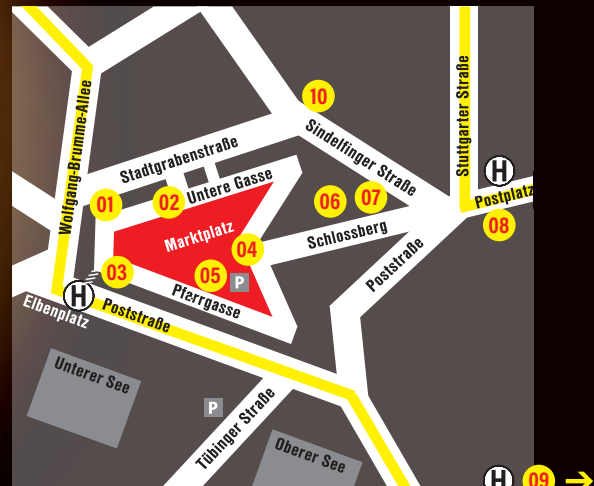 10
Wolfgang-Brumme-Allee
Stuttgarter Straße
Sindelfinger Straße
Stadtgrabenstraße
H
Untere Gasse
Postplatz
01
02
06
07
08
Marktplatz
Schlossberg
04
03
05
P
Poststraße
Pfarrgasse
H
Elbenplatz
Poststraße
Unterer See
P
Tübinger Straße
Oberer See
H
09